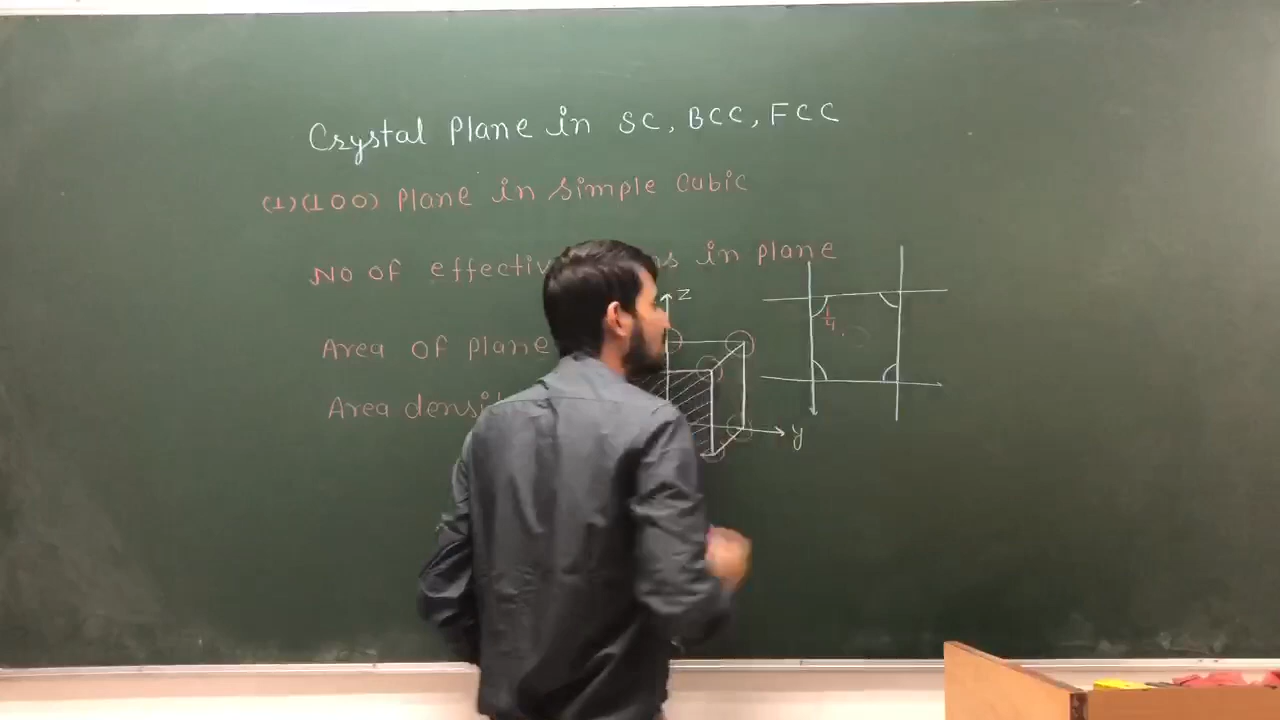 Crystal Plane in SC, BCC, FCC
(1)(100) Plane in simple Cubic
No of effectiv in plane
Area of plane
Area densit
z
1/4
y